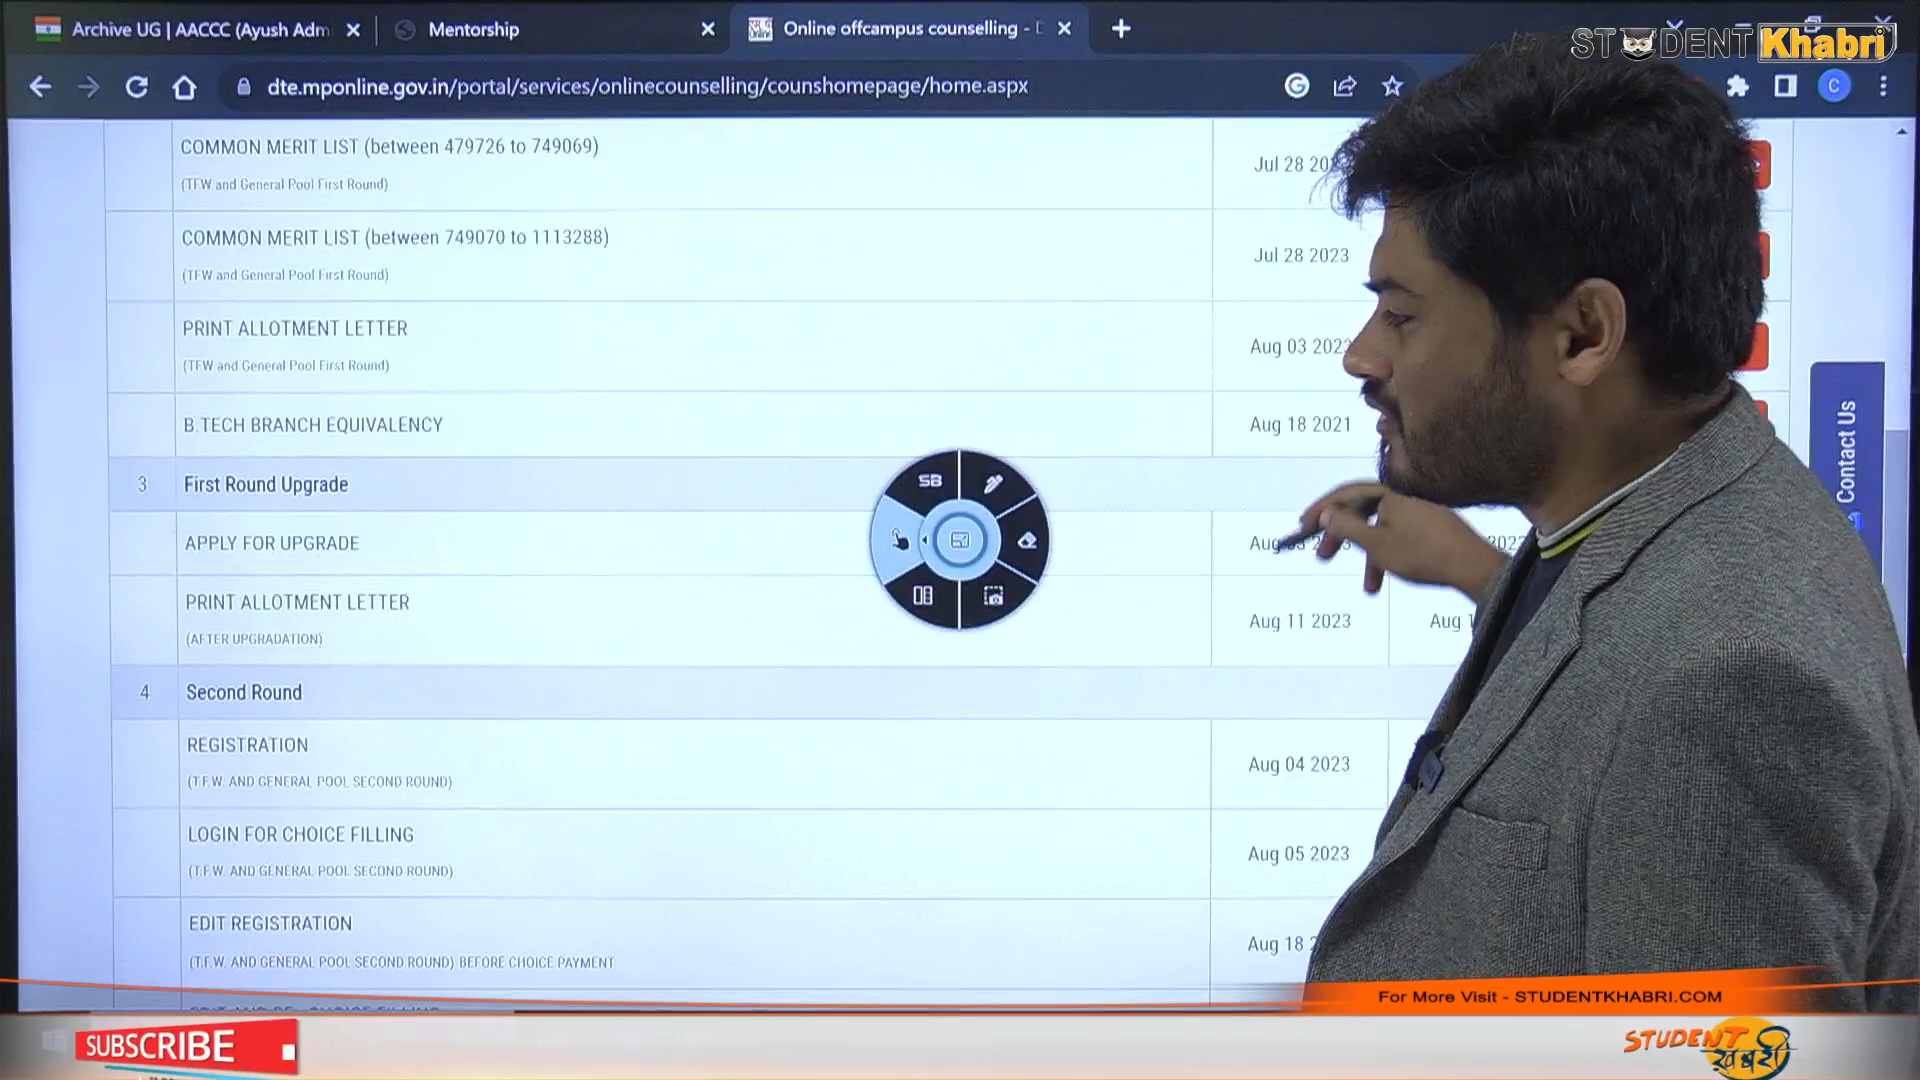 Archive UG | AACCC (Ayush Adm
Mentorship
Online offcampus counselling - D
STUDENT Khabri
dte.mponline.gov.in/portal/services/onlinecounselling/counshomepage/home.aspx
C
COMMON MERIT LIST (between 479726 to 749069)
(TFW and General Pool First Round)
Jul 28 202
COMMON MERIT LIST (between 749070 to 1113288)
(TFW and General Pool First Round)
Jul 28 2023
PRINT ALLOTMENT LETTER
(TFW and General Pool First Round)
Aug 03 2023
B.TECH BRANCH EQUIVALENCY
Aug 18 2021
Contact Us
3 First Round Upgrade
SB
APPLY FOR UPGRADE
Aug
PRINT ALLOTMENT LETTER
(AFTER UPGRADATION)
Aug 11 2023
Aug 1
4 Second Round
REGISTRATION
(T.F.W. AND GENERAL POOL SECOND ROUND)
Aug 04 2023
LOGIN FOR CHOICE FILLING
(T.F.W. AND GENERAL POOL SECOND ROUND)
Aug 05 2023
EDIT REGISTRATION
(T.F.W. AND GENERAL POOL SECOND ROUND) BEFORE CHOICE PAYMENT
Aug 18 2
For More Visit - STUDENTKHABRI.COM
SUBSCRIBE
STUDENT
खबरी